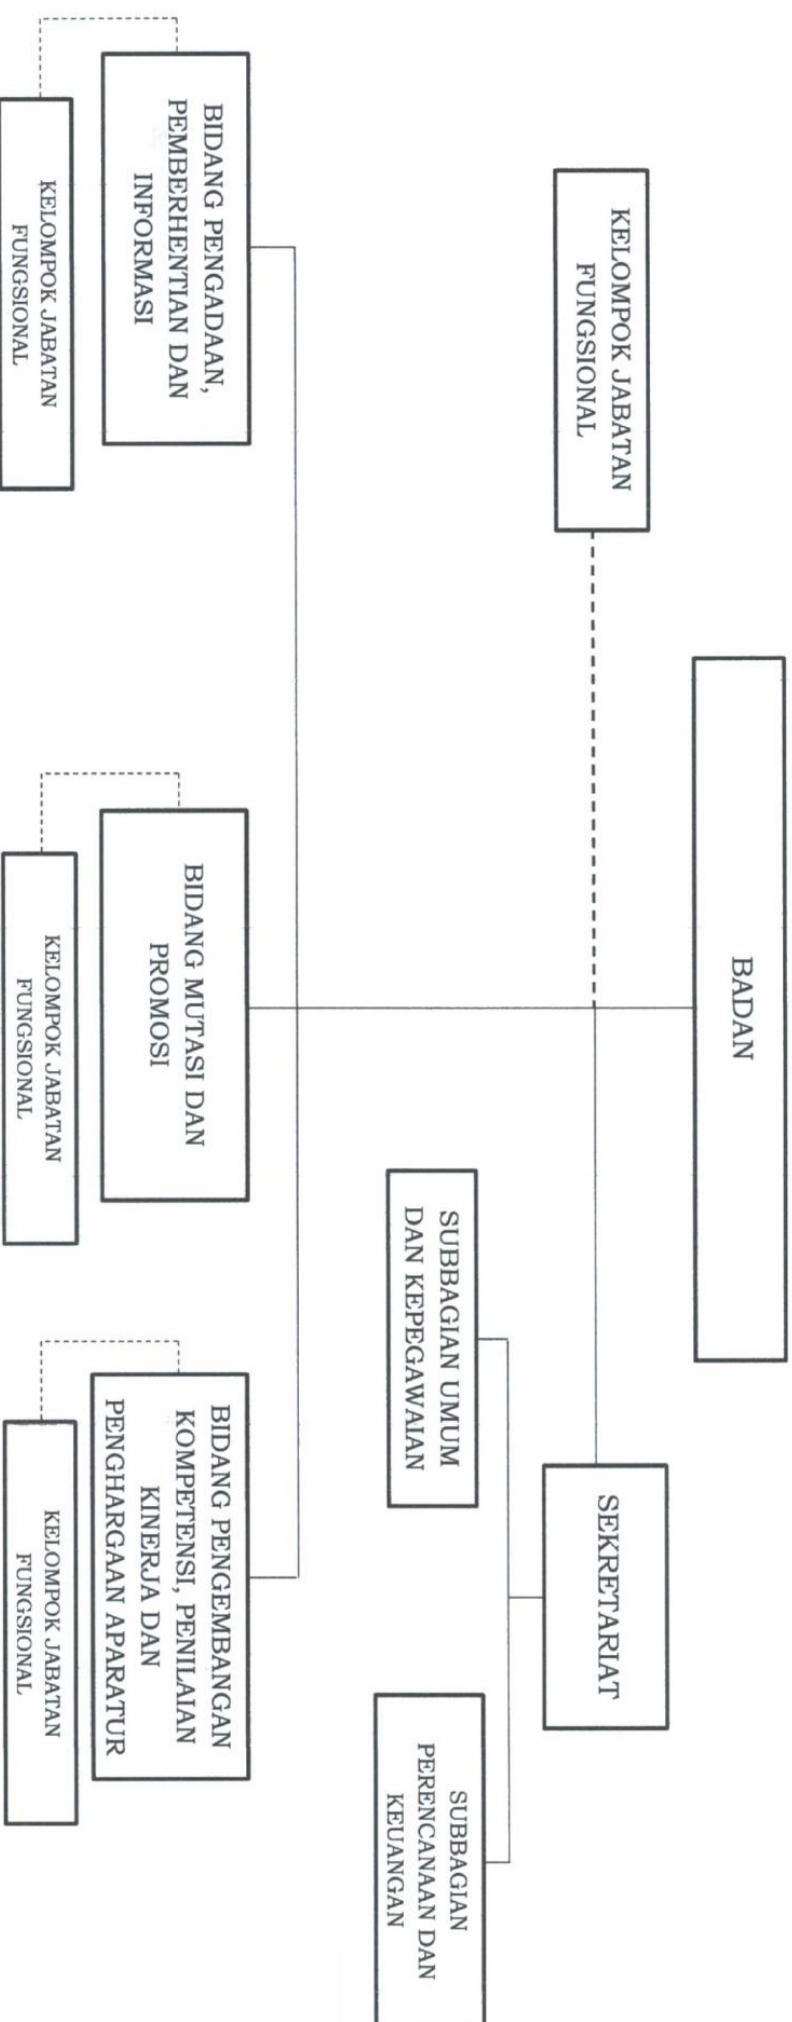 BADAN
KELOMPOK JABATAN
FUNGSIONAL
SEKRETARIAT
SUBBAGIAN UMUM
DAN KEPEGAWAIAN
SUBBAGIAN
PERENCANAAN DAN
KEUANGAN
BIDANG PENGADAAN,
PEMBERHENTIAN DAN
INFORMASI
BIDANG MUTASI DAN
PROMOSI
BIDANG PENGEMBANGAN
KOMPETENSI, PENILAIAN
KINERJA DAN
PENGHARGAAN APARATUR
KELOMPOK JABATAN
FUNGSIONAL
KELOMPOK JABATAN
FUNGSIONAL
KELOMPOK JABATAN
FUNGSIONAL